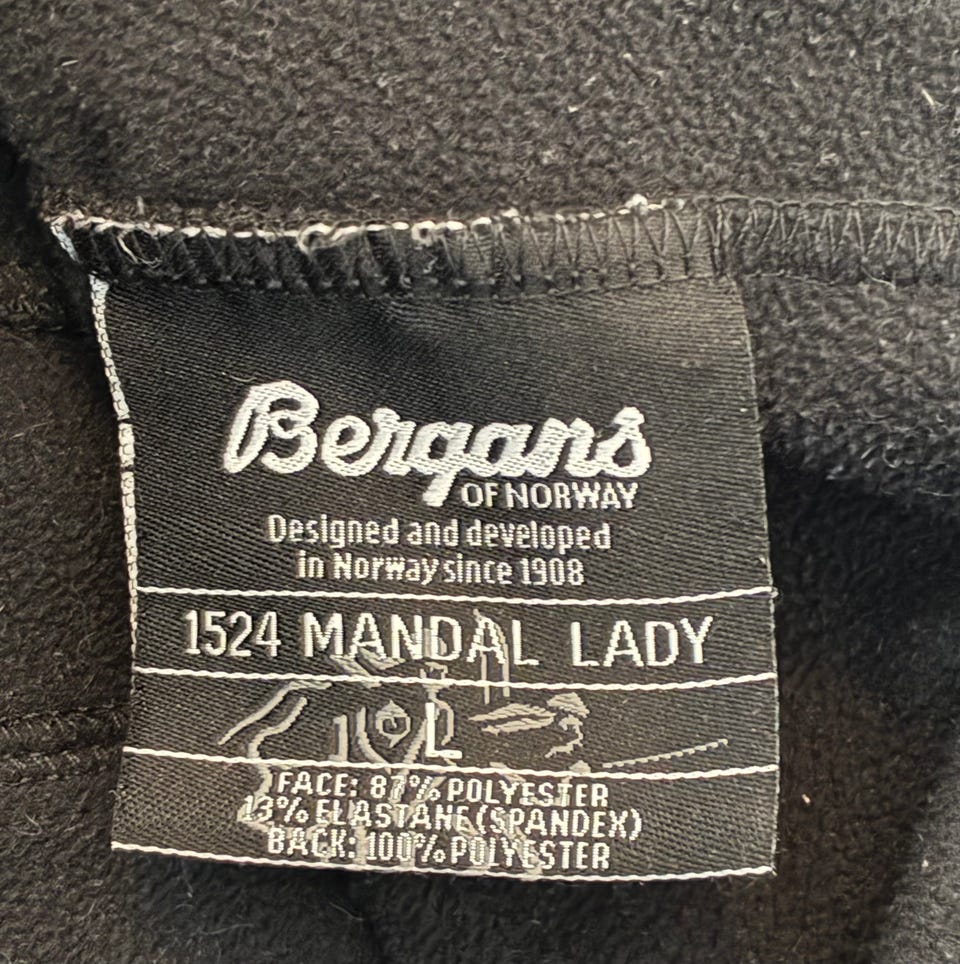 Bergans
OF NORWAY
Designed and developed
in Norway since 1908
1524 MANDAL LADY
L
FACE: 87% POLYESTER
13% ELASTANE (SPANDEX)
BACK: 100% POLYESTER